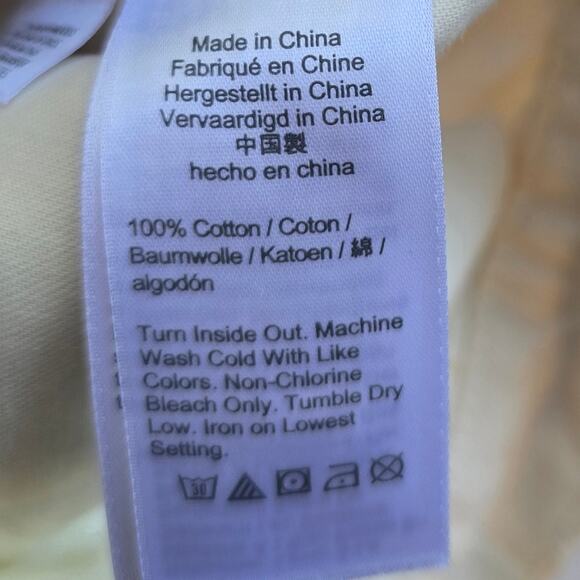 Made in China
Fabriqué en Chine
Hergestellt in China
Vervaardigd in China
中国製
hecho en china
100% Cotton / Coton /
Baumwolle / Katoen / 綿 /
algodón
Turn Inside Out. Machine
Wash Cold With Like
Colors. Non-Chlorine
Bleach Only. Tumble Dry
Low. Iron on Lowest
Setting.
30